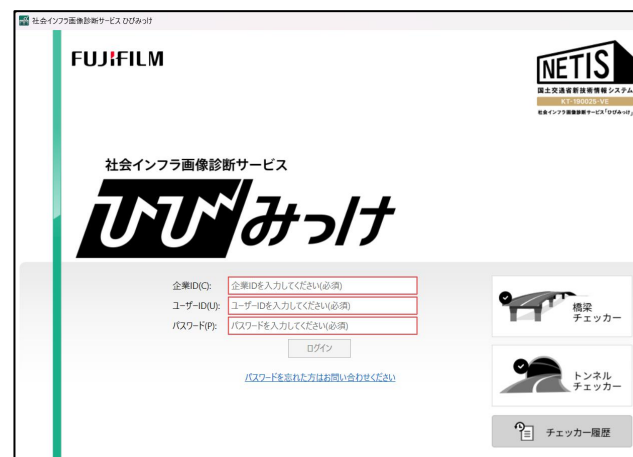 社会インフラ画像診断サービス ひびみっけ
FUJIFILM
NETIS
国土交通省新技術情報システム
KT-190025-VE
社会インフラ画像診断サービス「ひびみっけ」
社会インフラ画像診断サービス
ひびみっけ
企業ID(C):
企業IDを入力してください(必須)
ユーザーID(U):
ユーザーIDを入力してください(必須)
パスワード(P):
パスワードを入力してください(必須)
ログイン
パスワードを忘れた方はお問い合わせください
橋梁
チェッカー
トンネル
チェッカー
チェッカー履歴